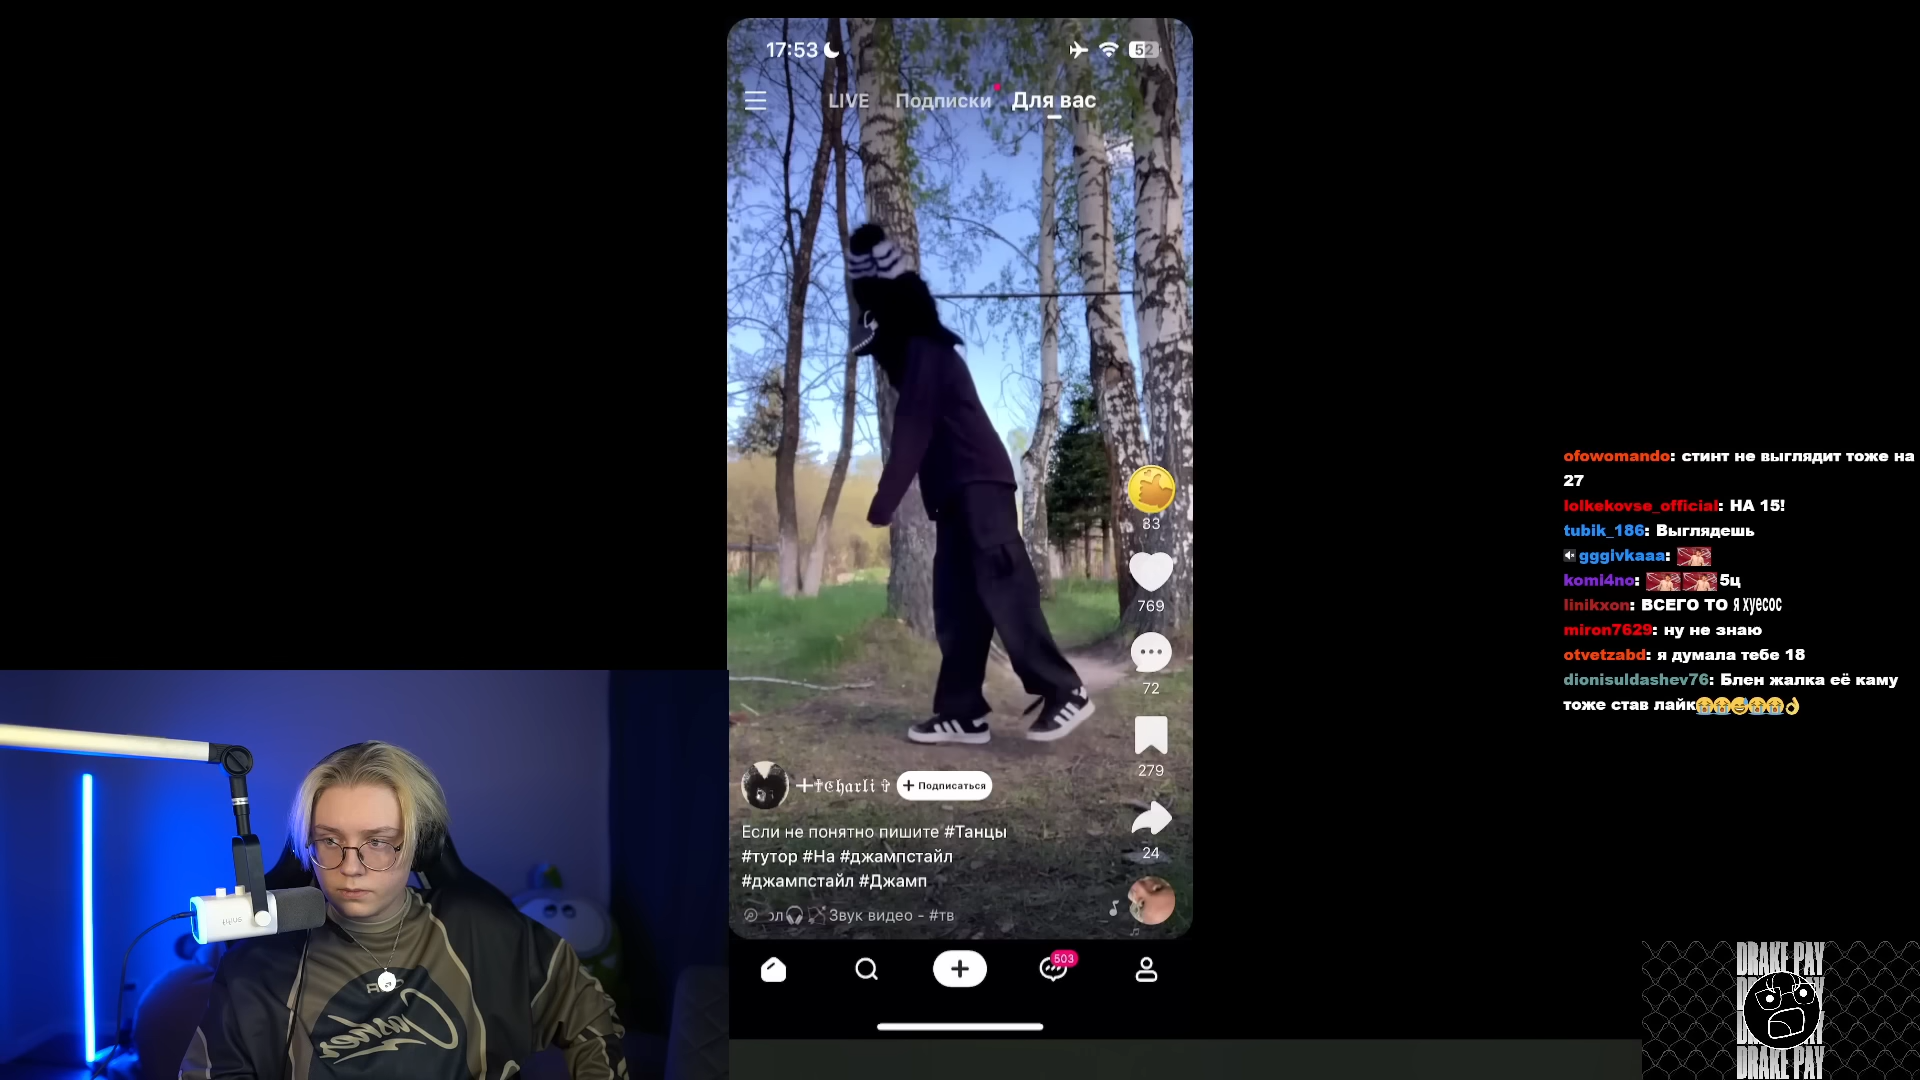 17:53
52
LIVE Подписки Для вас
83
769
72
279
24
Charli
+ Подписаться
Если не понятно пишите #Танцы
#тутор #На #джампстайл
#джампстайл #Джамп
Звук видео - #тв
503
ofowomando: стинт не выглядит тоже на
27
lolkekovse_official: НА 15!
tubik_186: Выглядешь
gggivkaaa:
komi4no: 5ц
linikxon: ВСЕГО ТО я хуесос
miron7629: ну не знаю
otvetzabd: я думала тебе 18
dionisuldashev76: Блен жалка её каму
тоже став лайк😭😭😅😭😭👌
DRAKE PAY
DRAKE PAY